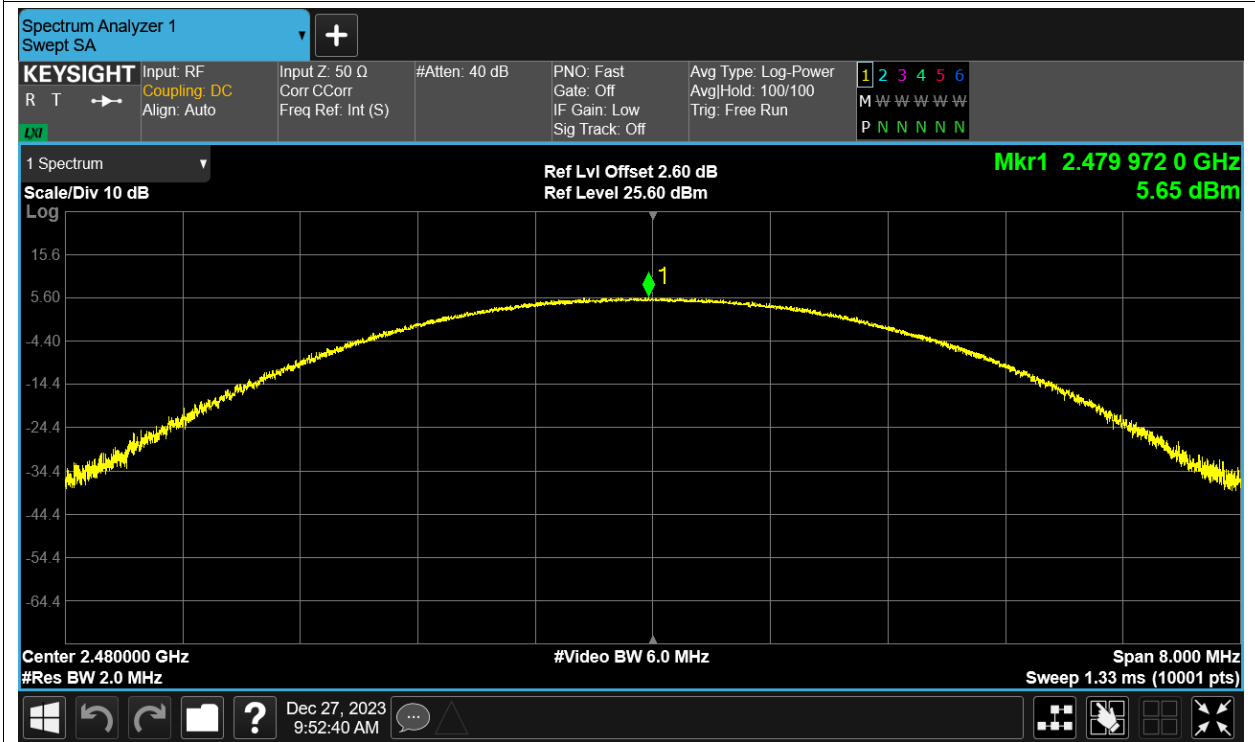 Spectrum Analyzer 1
Swept SA
+
KEYSIGHT
R T
LXI
Input: RF
Coupling: DC
Align: Auto
Input Z: 50 Ω
Corr CCorr
Freq Ref: Int (S)
#Atten: 40 dB
PNO: Fast
Gate: Off
IF Gain: Low
Sig Track: Off
Avg Type: Log-Power
Avg|Hold: 100/100
Trig: Free Run
1 2 3 4 5 6
M W W W W W
P N N N N N
1 Spectrum
Scale/Div 10 dB
Log
Ref Lvl Offset 2.60 dB
Ref Level 25.60 dBm
Mkr1 2.479 972 0 GHz
5.65 dBm
1
15.6
5.60
-4.40
-14.4
-24.4
-34.4
-44.4
-54.4
-64.4
Center 2.480000 GHz
#Res BW 2.0 MHz
#Video BW 6.0 MHz
Span 8.000 MHz
Sweep 1.33 ms (10001 pts)
?
Dec 27, 2023
9:52:40 AM